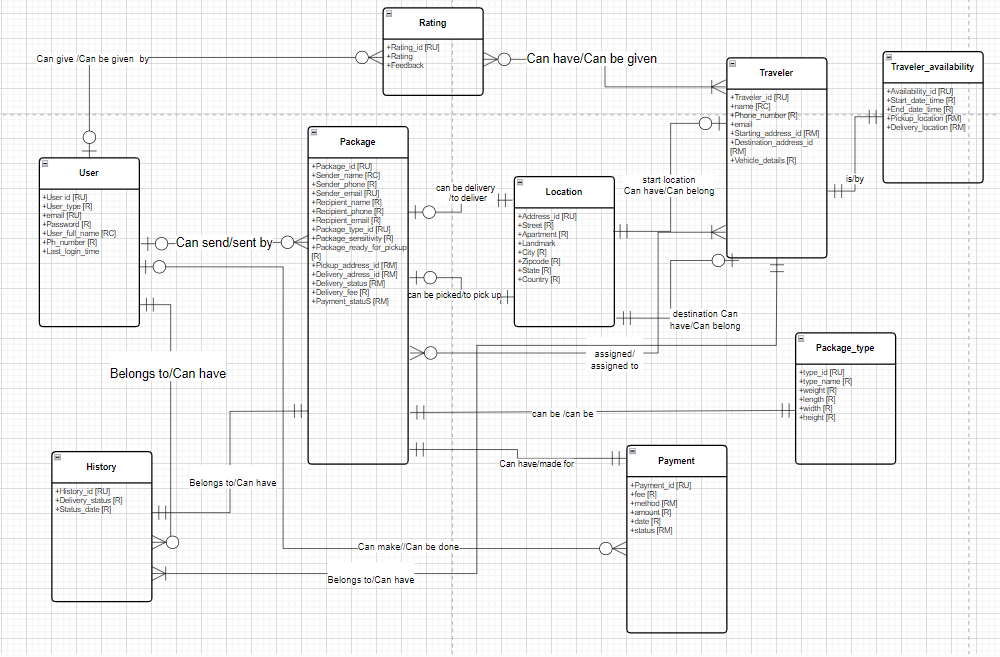 Rating
+Rating_id [RU]
+Rating
+Feedback
Can give /Can be given by
Can have/Can be given
Traveler
+Traveler_id [RU]
+name [RC]
+Phone_number [R]
+email
+Starting_address_id [RM]
+Destination_address_id
[RM]
+Vehicle_details [R]
Traveler_availability
+Availability_id [RU]
+Start_date_time [R]
+End_date_time [R]
+Pickup_location [RM]
+Delivery_location [RM]
is/by
User
+User id [RU]
+User_type [R]
+email [RU]
+Password [R]
+User_full_name [RC]
+Ph_number [R]
+Last_login_time
Can send/sent by
Package
+Package_id [RU]
+Sender_name [RC]
+Sender_phone [R]
+Sender_email [RU]
+Recipient_name [R]
+Recipient_phone [R]
+Recipient_email [R]
+Package_type_id [RU]
+Package_sensitivity [R]
+Package_ready_for_pickup
[R]
+Pickup_address_id [RM]
+Delivery_adress_id [RM]
+Delivery_status [RM]
+Delivery_fee [R]
+Payment_statuS [RM]
can be delivery
/to deliver
can be picked/to pick up
Location
+Address_id [RU]
+Street [R]
+Apartment [R]
+Landmark
+City [R]
+Zipcode [R]
+State [R]
+Country [R]
start location
Can have/Can belong
destination Can
have/Can belong
assigned/
assigned to
Package_type
+type_id [RU]
+type_name [R]
+weight [R]
+length [R]
+width [R]
+height [R]
can be /can be
Belongs to/Can have
History
+History_id [RU]
+Delivery_status [R]
+Status_date [R]
Belongs to/Can have
Can have/made for
Payment
+Payment_id [RU]
+fee [R]
+method [RM]
+amount [R]
+date [R]
+status [RM]
Can make//Can be done
Belongs to/Can have